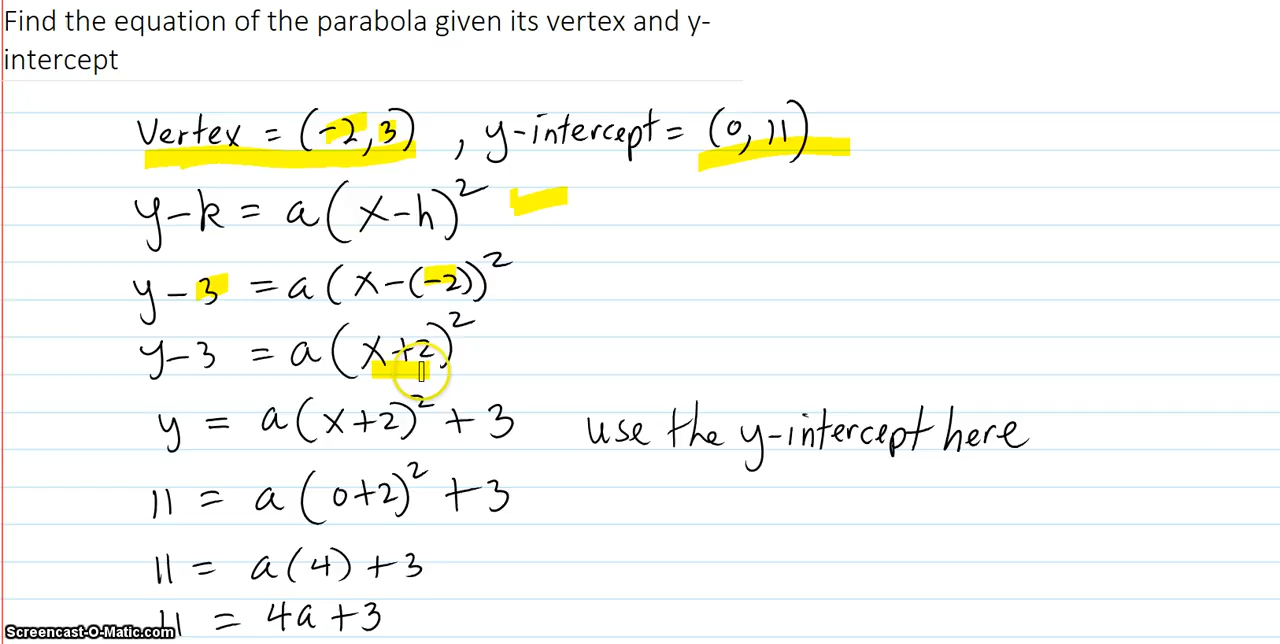 Find the equation of the parabola given its vertex and y-
intercept
Vertex = (-2,3) , y-intercept = (0, 11)
y-k = a(x-h)²
y-3 = a(x-(-2))²
y-3 = a(x+2)²
y = a(x+2)² + 3 use the y-intercept here
11 = a(0+2)² + 3
11 = a(4) + 3
11 = 4a + 3
Screencast-O-Matic.com